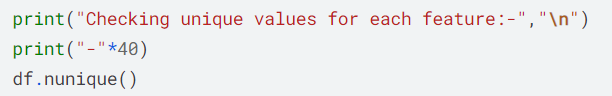 print("Checking unique values for each feature:-","\n")
print("-"*40)
df.nunique()